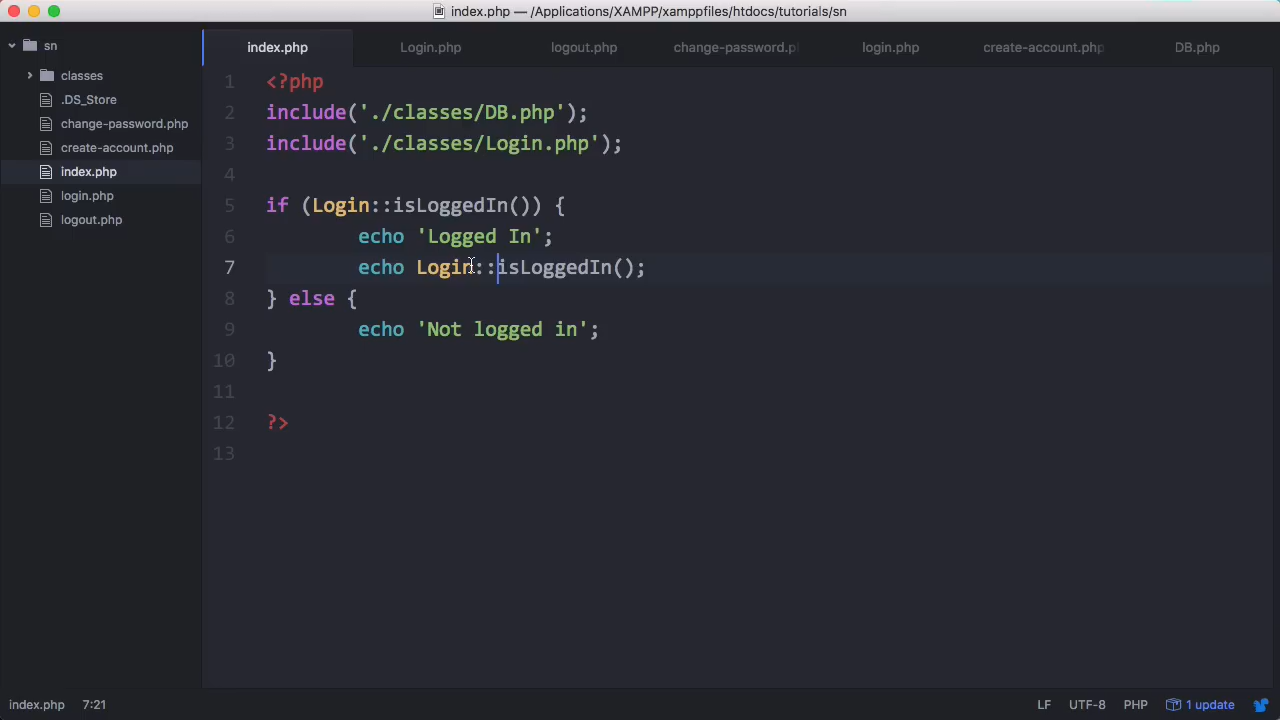 index.php — /Applications/XAMPP/xamppfiles/htdocs/tutorials/sn
sn
classes
.DS_Store
change-password.php
create-account.php
index.php
login.php
logout.php
index.php
Login.php
logout.php
change-password.pl
login.php
create-account.php
DB.php
1 <?php
2 include('./classes/DB.php');
3 include('./classes/Login.php');
4
5 if (Login::isLoggedIn()) {
6 echo 'Logged In';
7 echo Login::isLoggedIn();
8 } else {
9 echo 'Not logged in';
10 }
11
12 ?>
13
index.php 7:21
LF UTF-8 PHP 1 update